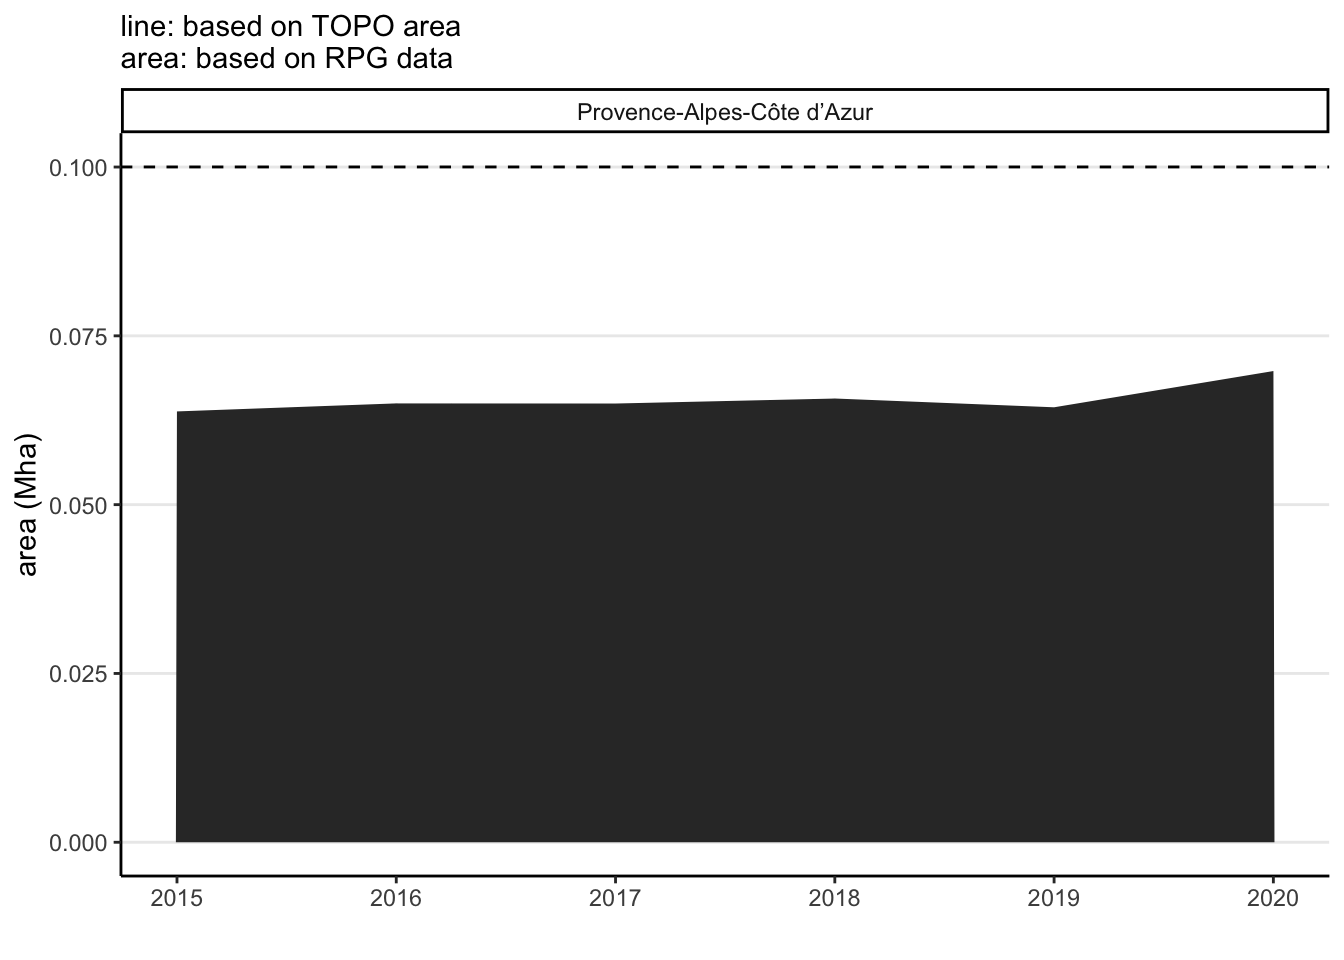 line: based on TOPO area
area: based on RPG data
Provence-Alpes-Côte d’Azur
0.100
0.075
0.050
0.025
0.000
area (Mha)
2015 2016 2017 2018 2019 2020